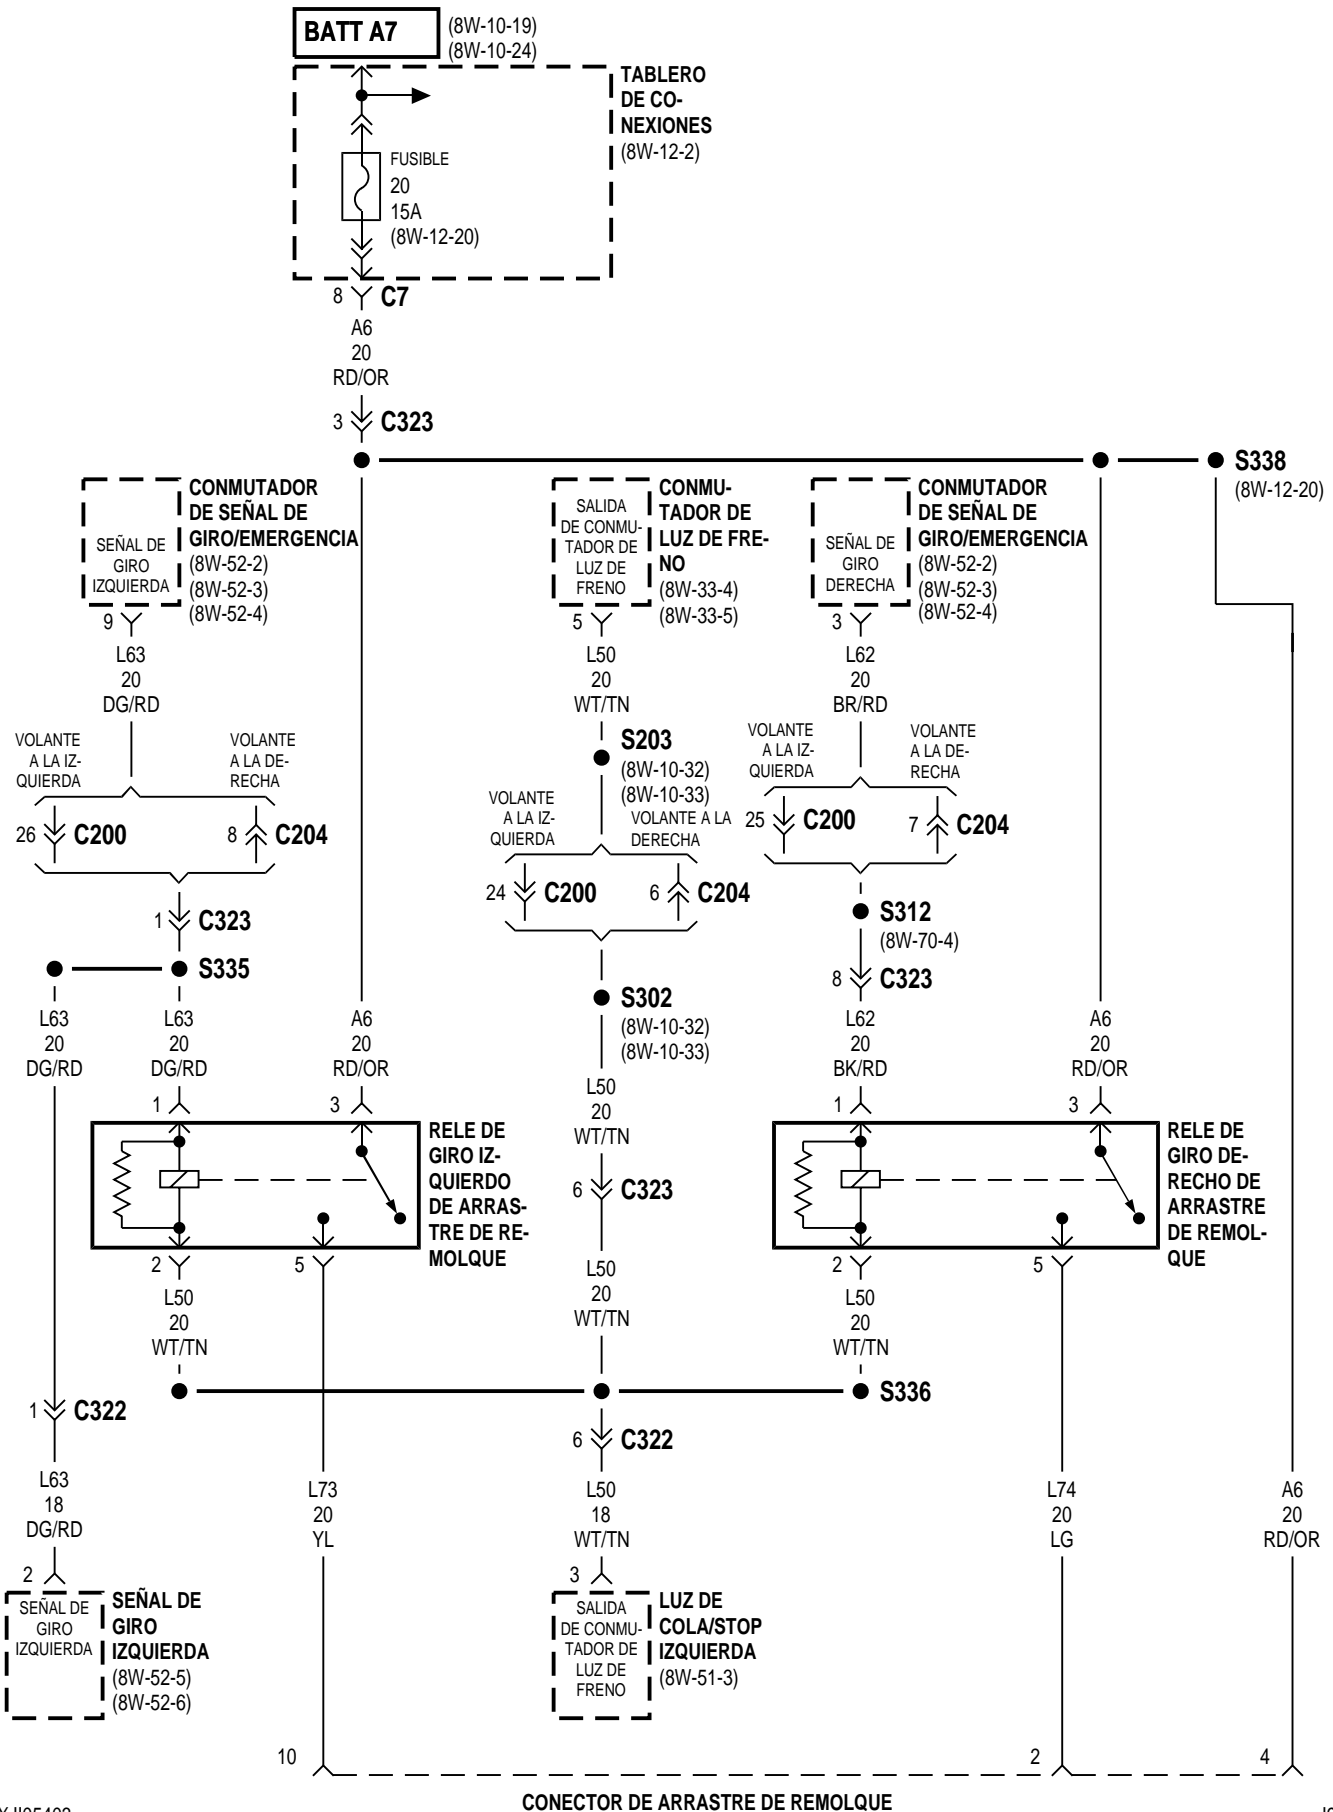 BATT A7
(8W-10-19)
(8W-10-24)
TABLERO
DE CO-
NEXIONES
(8W-12-2)
FUSIBLE
20
15A
(8W-12-20)
8
C7
A6
20
RD/OR
3
C323
S338
(8W-12-20)
SEÑAL DE
GIRO
IZQUIERDA
CONMUTADOR
DE SEÑAL DE
GIRO/EMERGENCIA
(8W-52-2)
(8W-52-3)
(8W-52-4)
9
L63
20
DG/RD
VOLANTE
A LA IZ-
QUIERDA
VOLANTE
A LA DE-
RECHA
26
C200
8
C204
1
C323
S335
L63
20
DG/RD
L63
20
DG/RD
A6
20
RD/OR
SALIDA
DE CONMU-
TADOR DE
LUZ DE
FRENO
CONMU-
TADOR DE
LUZ DE FRE-
NO
(8W-33-4)
(8W-33-5)
5
L50
20
WT/TN
S203
(8W-10-32)
(8W-10-33)
VOLANTE
A LA IZ-
QUIERDA
VOLANTE A LA
DERECHA
24
C200
6
C204
S302
(8W-10-32)
(8W-10-33)
L50
20
WT/TN
6
C323
L50
20
WT/TN
SEÑAL DE
GIRO
DERECHA
CONMUTADOR
DE SEÑAL DE
GIRO/EMERGENCIA
(8W-52-2)
(8W-52-3)
(8W-52-4)
3
L62
20
BR/RD
VOLANTE
A LA IZ-
QUIERDA
VOLANTE
A LA DE-
RECHA
25
C200
7
C204
S312
(8W-70-4)
8
C323
L62
20
BK/RD
A6
20
RD/OR
1
3
RELE DE
GIRO IZ-
QUIERDO
DE ARRAS-
TRE DE RE-
MOLQUE
2
5
L50
20
WT/TN
1
3
RELE DE
GIRO DE-
RECHO DE
ARRASTRE
DE REMOL-
QUE
2
5
L50
20
WT/TN
S336
1
C322
6
C322
L63
18
DG/RD
L73
20
YL
L50
18
WT/TN
L74
20
LG
A6
20
RD/OR
2
SEÑAL DE
GIRO
IZQUIERDA
SEÑAL DE
GIRO
IZQUIERDA
(8W-52-5)
(8W-52-6)
3
SALIDA
DE CONMU-
TADOR DE
LUZ DE
FRENO
LUZ DE
COLA/STOP
IZQUIERDA
(8W-51-3)
10
2
4
CONECTOR DE ARRASTRE DE REMOLQUE